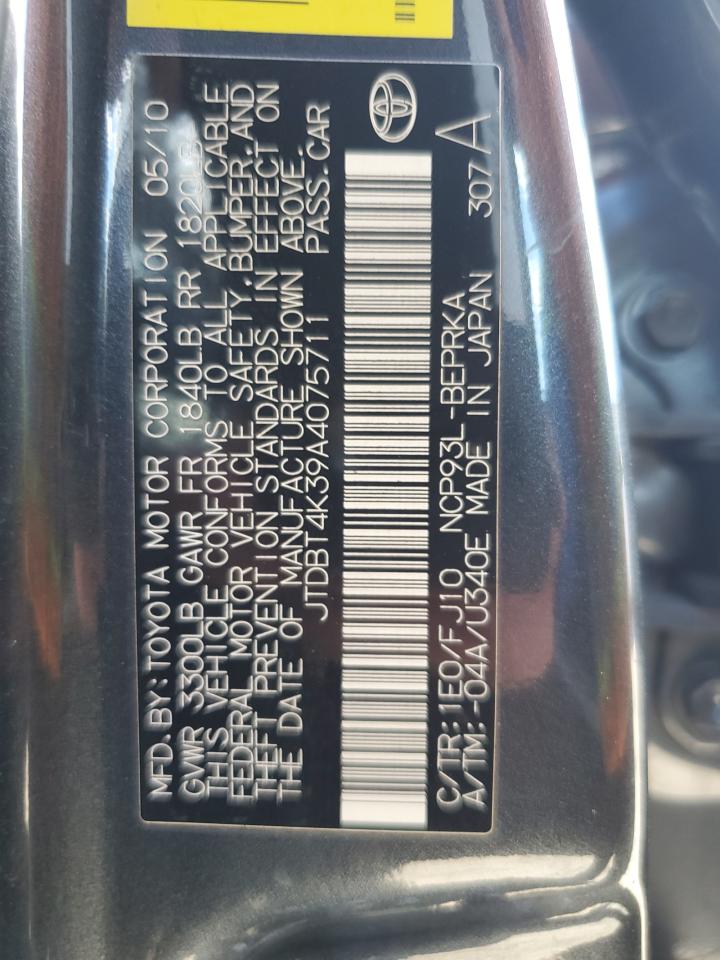 MFD. BY: TOYOTA MOTOR CORPORATION 05/10
GVWR 3300LB GAWR FR 1840LB RR 1820LB
THIS VEHICLE CONFORMS TO ALL APPLICABLE
FEDERAL MOTOR VEHICLE SAFETY, BUMPER, AND
THEFT PREVENTION STANDARDS IN EFFECT ON
THE DATE OF MANUFACTURE SHOWN ABOVE.
JTDBT4K39A4075711 PASS. CAR
C/TR: 1E0/FJ10 NCP93L-BEPRKA
A/TM: -04A/U340E MADE IN JAPAN 307 A